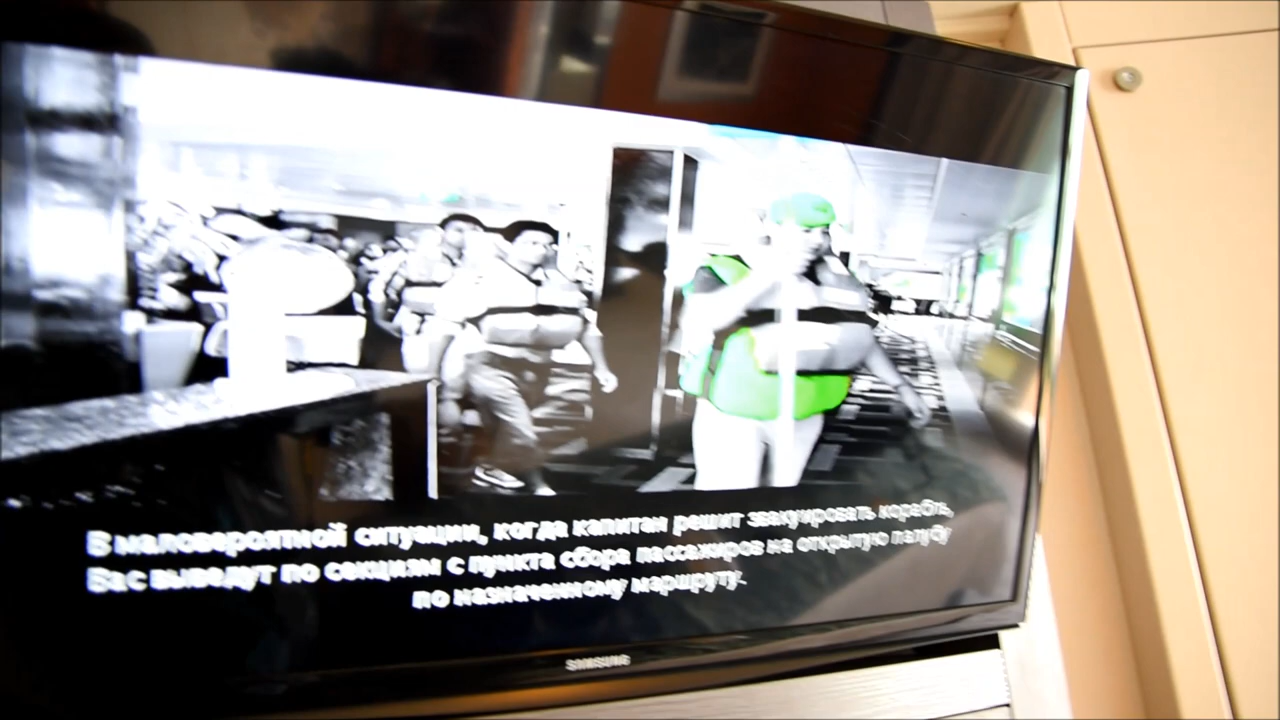 В маловероятной ситуации, когда капитан решит эвакуировать корабль,
Вас выведут по секциям с пункта сбора пассажиров на открытую палубу
по назначенному маршруту.
SAMSUNG